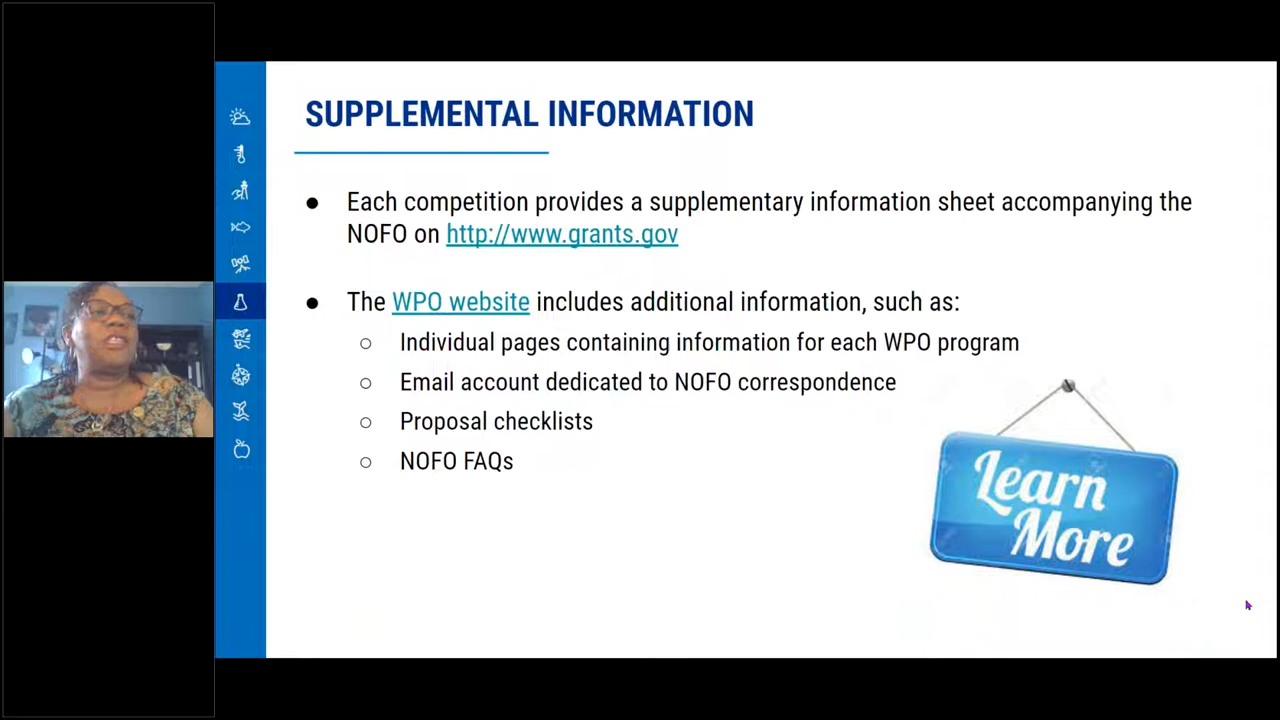 SUPPLEMENTAL INFORMATION
● Each competition provides a supplementary information sheet accompanying the
NOFO on http://www.grants.gov
● The WPO website includes additional information, such as:
○ Individual pages containing information for each WPO program
○ Email account dedicated to NOFO correspondence
○ Proposal checklists
○ NOFO FAQs
Learn
More